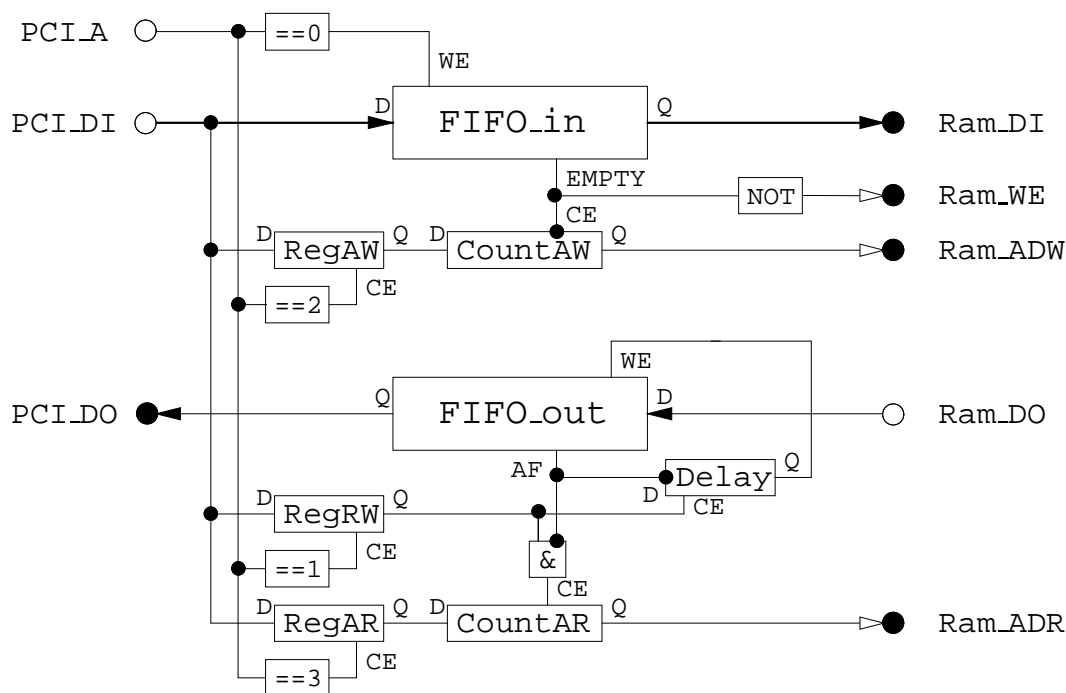 PCI_A
==0
WE
PCI_DI
D
FIFO_in
Q
Ram_DI
EMPTY
NOT
Ram_WE
CE
D
RegAW
Q
D
CountAW
Q
Ram_ADW
CE
==2
WE
PCI_DO
Q
FIFO_out
D
Ram_DO
AF
Delay
Q
D
CE
D
RegRW
Q
CE
==1
&
CE
D
RegAR
Q
D
CountAR
Q
Ram_ADR
CE
==3